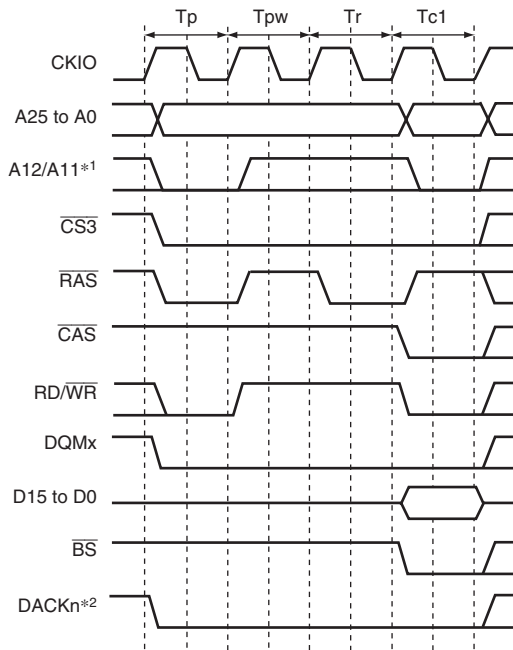 Tp Tpw Tr Tc1
CKIO
A25 to A0
A12/A11*1
CS3
RAS
CAS
RD/WR
DQMx
D15 to D0
BS
DACKn*2